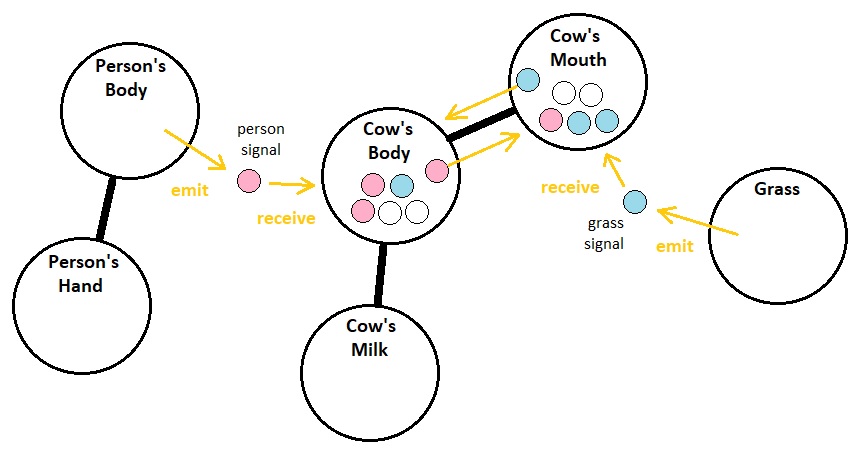 Person's
Body
emit
person
signal
receive
Cow's
Body
Cow's
Mouth
receive
grass
signal
emit
Grass
Person's
Hand
Cow's
Milk